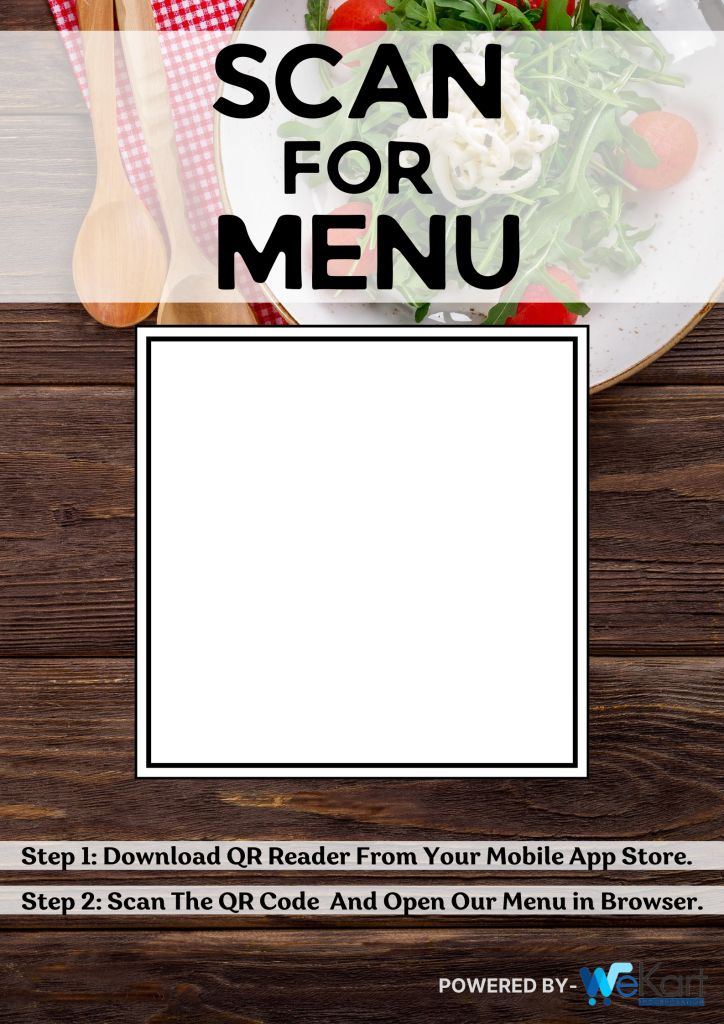 SCAN
FOR
MENU
Step 1: Download QR Reader From Your Mobile App Store.
Step 2: Scan The QR Code And Open Our Menu in Browser.
POWERED BY- WeKart